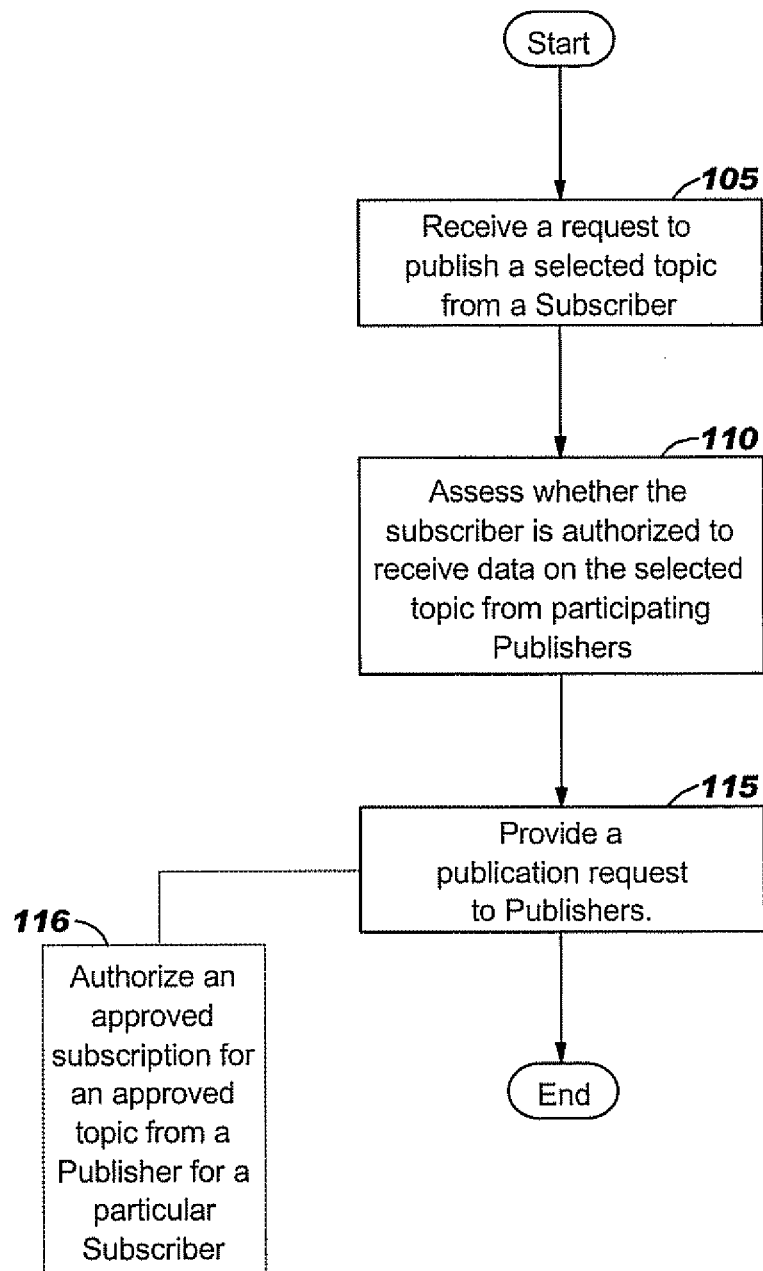 Start
105
Receive a request to
publish a selected topic
from a Subscriber
110
Assess whether the
subscriber is authorized to
receive data on the selected
topic from participating
Publishers
115
Provide a
publication request
to Publishers.
116
Authorize an
approved
subscription for
an approved
topic from a
Publisher for a
particular
Subscriber
End